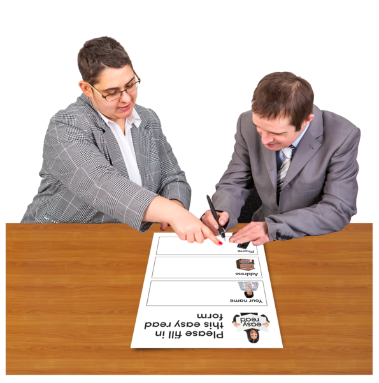 Please fill in
this easy read
form
easy
read
Your name
Address
Phone